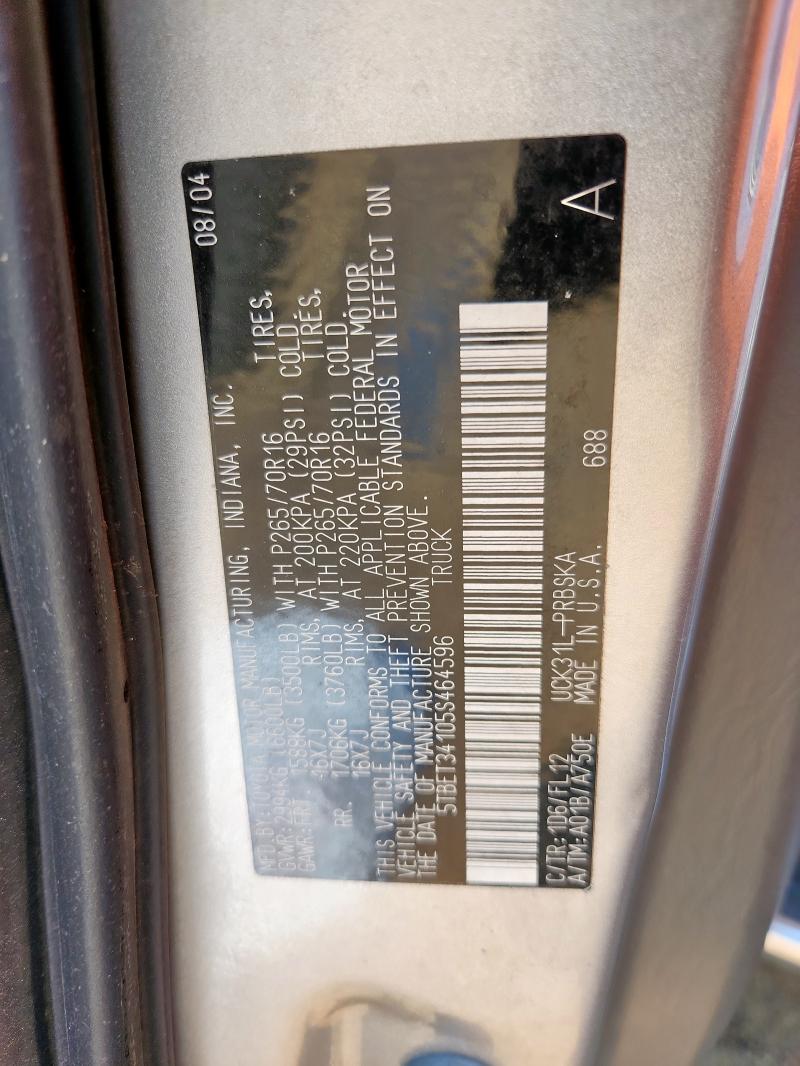 MFD.BY: TOYOTA MOTOR MANUFACTURING, INDIANA, INC. 08/04
GVWR: 2994KG (6600LB)
GAWR: FRT 1588KG (3500LB) WITH P265/70R16 TIRES,
16X7J RIMS, AT 200KPA (29PSI) COLD.
RR. 1706KG (3760LB) WITH P265/70R16 TIRES,
16X7J RIMS, AT 220KPA (32PSI) COLD.
THIS VEHICLE CONFORMS TO ALL APPLICABLE FEDERAL MOTOR
VEHICLE SAFETY AND THEFT PREVENTION STANDARDS IN EFFECT ON
THE DATE OF MANUFACTURE SHOWN ABOVE.
5TBET34105S464596 TRUCK
C/TR: 1D6/FL12 UCK31L-PRBSKA
A/TM: A01B/A750E MADE IN U.S.A. 688 A